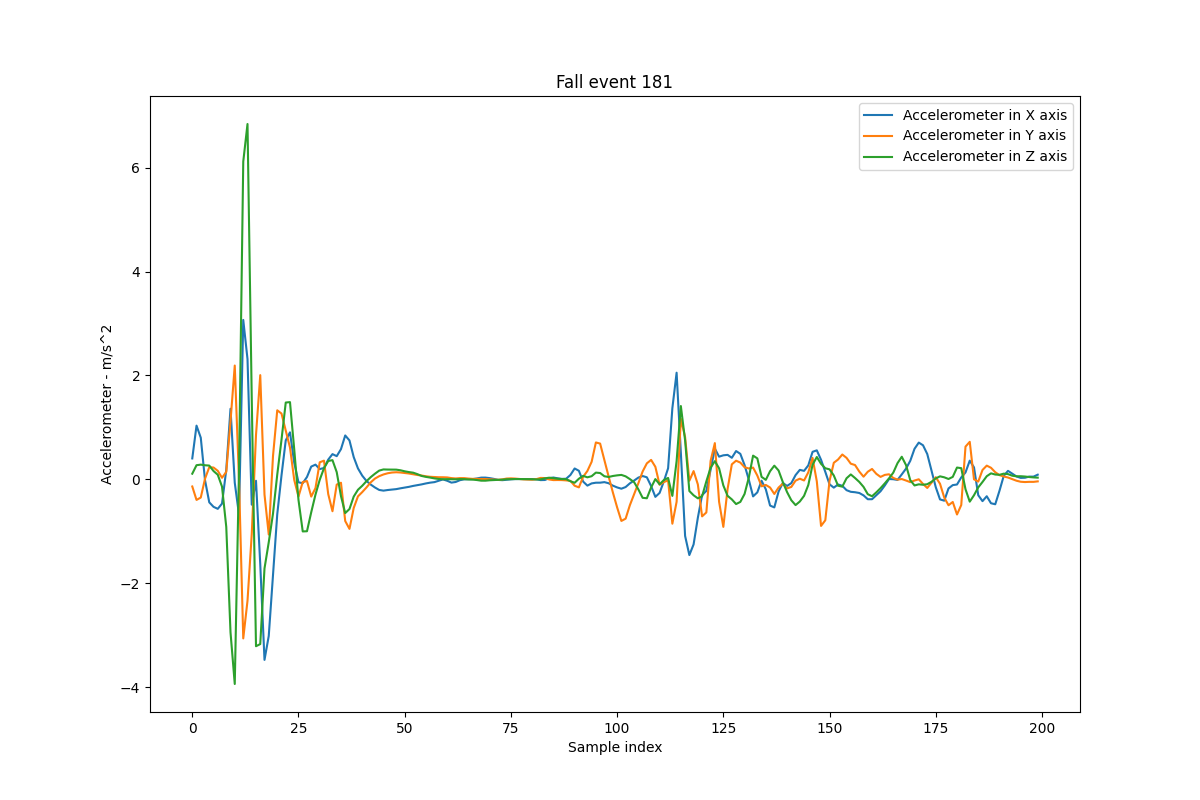 Fall event 181
Accelerometer in X axis
Accelerometer in Y axis
Accelerometer in Z axis
Accelerometer - m/s^2
6
4
2
0
−2
−4
0 25 50 75 100 125 150 175 200
Sample index